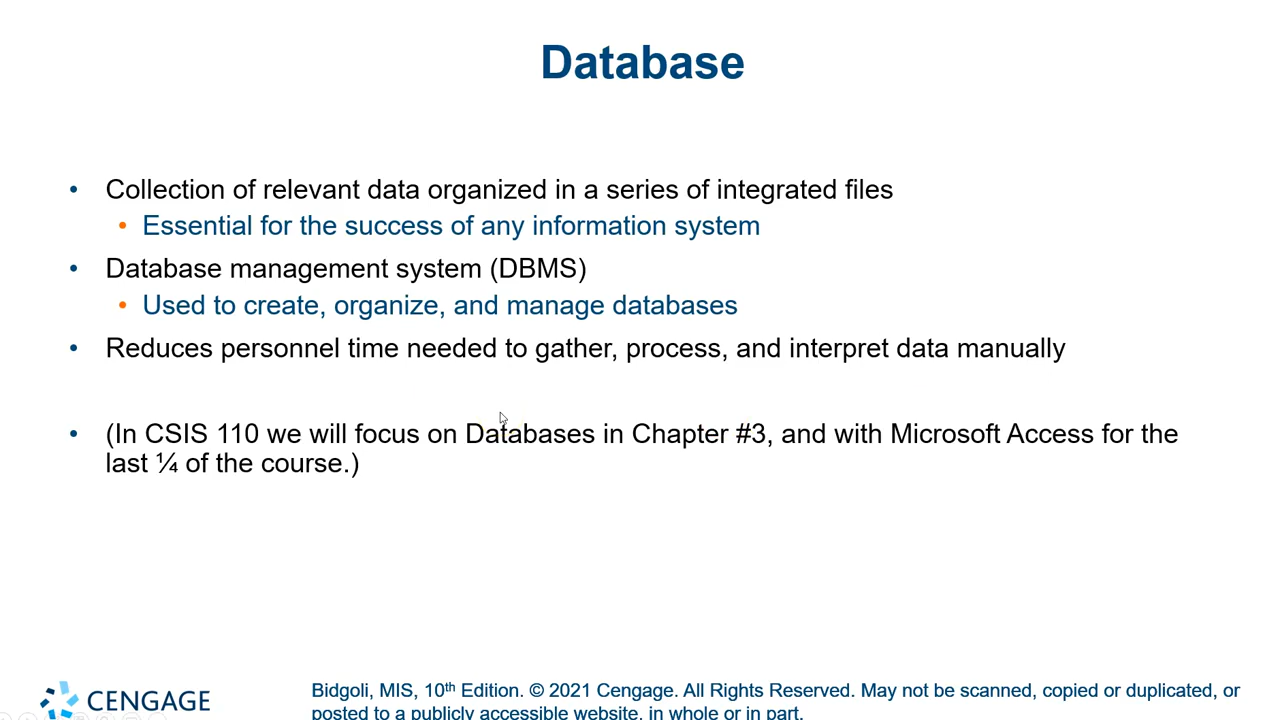 Database
• Collection of relevant data organized in a series of integrated files
• Essential for the success of any information system
• Database management system (DBMS)
• Used to create, organize, and manage databases
• Reduces personnel time needed to gather, process, and interpret data manually
• (In CSIS 110 we will focus on Databases in Chapter #3, and with Microsoft Access for the
last ¼ of the course.)
CENGAGE
Bidgoli, MIS, 10th Edition. © 2021 Cengage. All Rights Reserved. May not be scanned, copied or duplicated, or
posted to a publicly accessible website, in whole or in part.